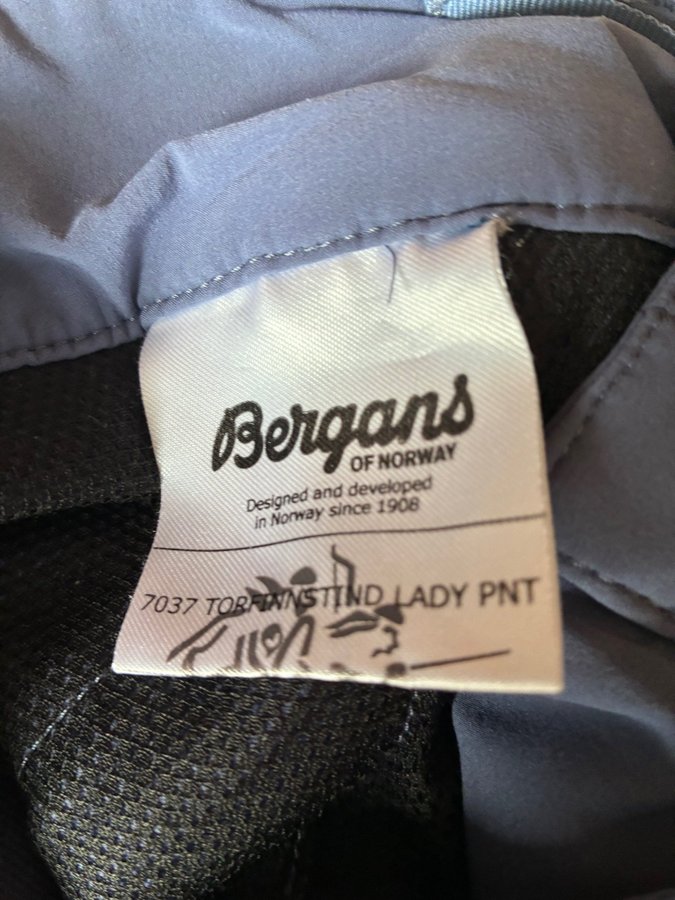 Bergans
OF NORWAY
Designed and developed
in Norway since 1908
7037 TORFINNSTIND LADY PNT